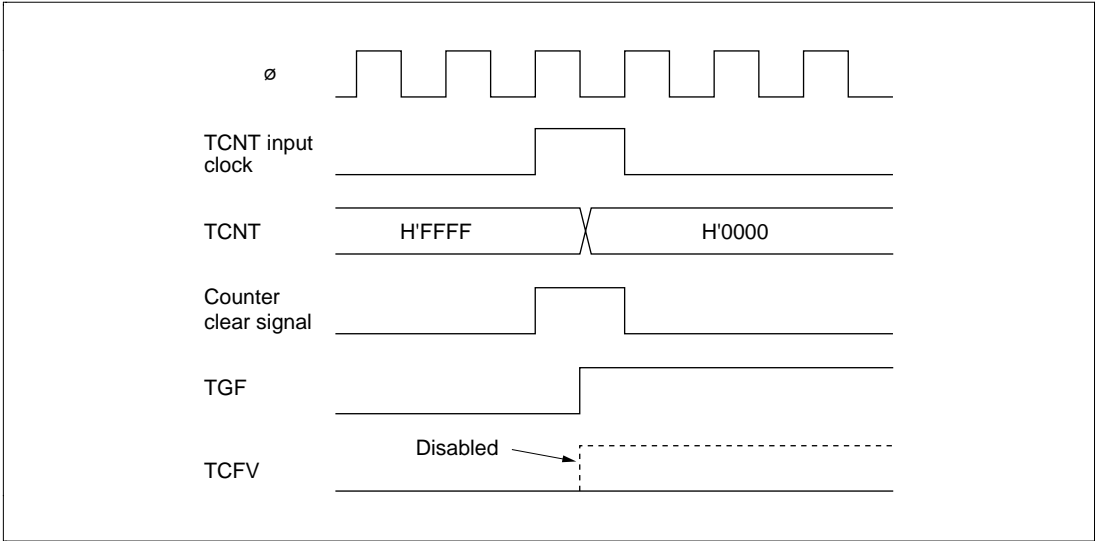 ø
TCNT input
clock
TCNT
H'FFFF
H'0000
Counter
clear signal
TGF
Disabled
TCFV